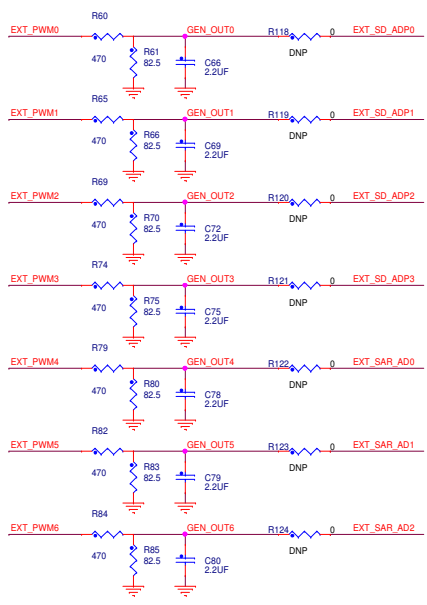 R60
EXT_PWM0 GEN_OUT0 R118 0 EXT_SD_ADP0
R61
470 82.5 C66 DNP
2.2UF
R65
EXT_PWM1 GEN_OUT1 R119 0 EXT_SD_ADP1
R66
470 82.5 C69 DNP
2.2UF
R69
EXT_PWM2 GEN_OUT2 R120 0 EXT_SD_ADP2
R70
470 82.5 C72 DNP
2.2UF
R74
EXT_PWM3 GEN_OUT3 R121 0 EXT_SD_ADP3
R75
470 82.5 C75 DNP
2.2UF
R79
EXT_PWM4 GEN_OUT4 R122 0 EXT_SAR_AD0
R80
470 82.5 C78 DNP
2.2UF
R82
EXT_PWM5 GEN_OUT5 R123 0 EXT_SAR_AD1
R83
470 82.5 C79 DNP
2.2UF
R84
EXT_PWM6 GEN_OUT6 R124 0 EXT_SAR_AD2
R85
470 82.5 C80 DNP
2.2UF